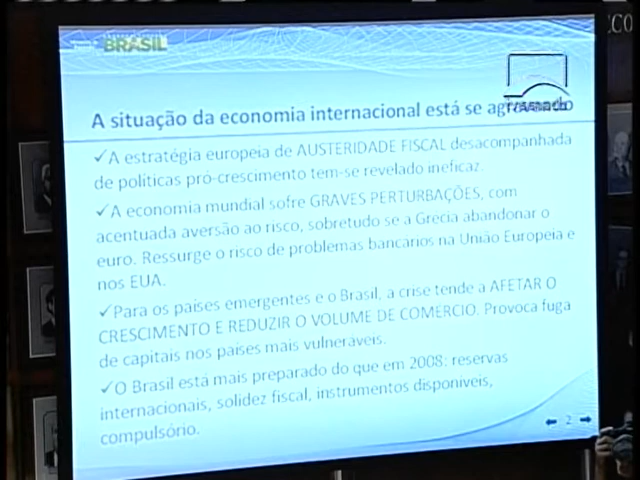 BRASIL
A situação da economia internacional está se agravando
✓A estratégia europeia de AUSTERIDADE FISCAL desacompanhada
de políticas pró-crescimento tem-se revelado ineficaz.
✓A economia mundial sofre GRAVES PERTURBAÇÕES, com
acentuada aversão ao risco, sobretudo se a Grecia abandonar o
euro. Ressurge o risco de problemas bancários na União Europeia e
nos EUA.
✓Para os países emergentes e o Brasil, a crise tende a AFETAR O
CRESCIMENTO E REDUZIR O VOLUME DE COMERCIO. Provoca fuga
de capitais nos países mais vulneráveis.
✓O Brasil está mais preparado do que em 2008: reservas
internacionais, solidez fiscal, instrumentos disponíveis,
compulsório.
2